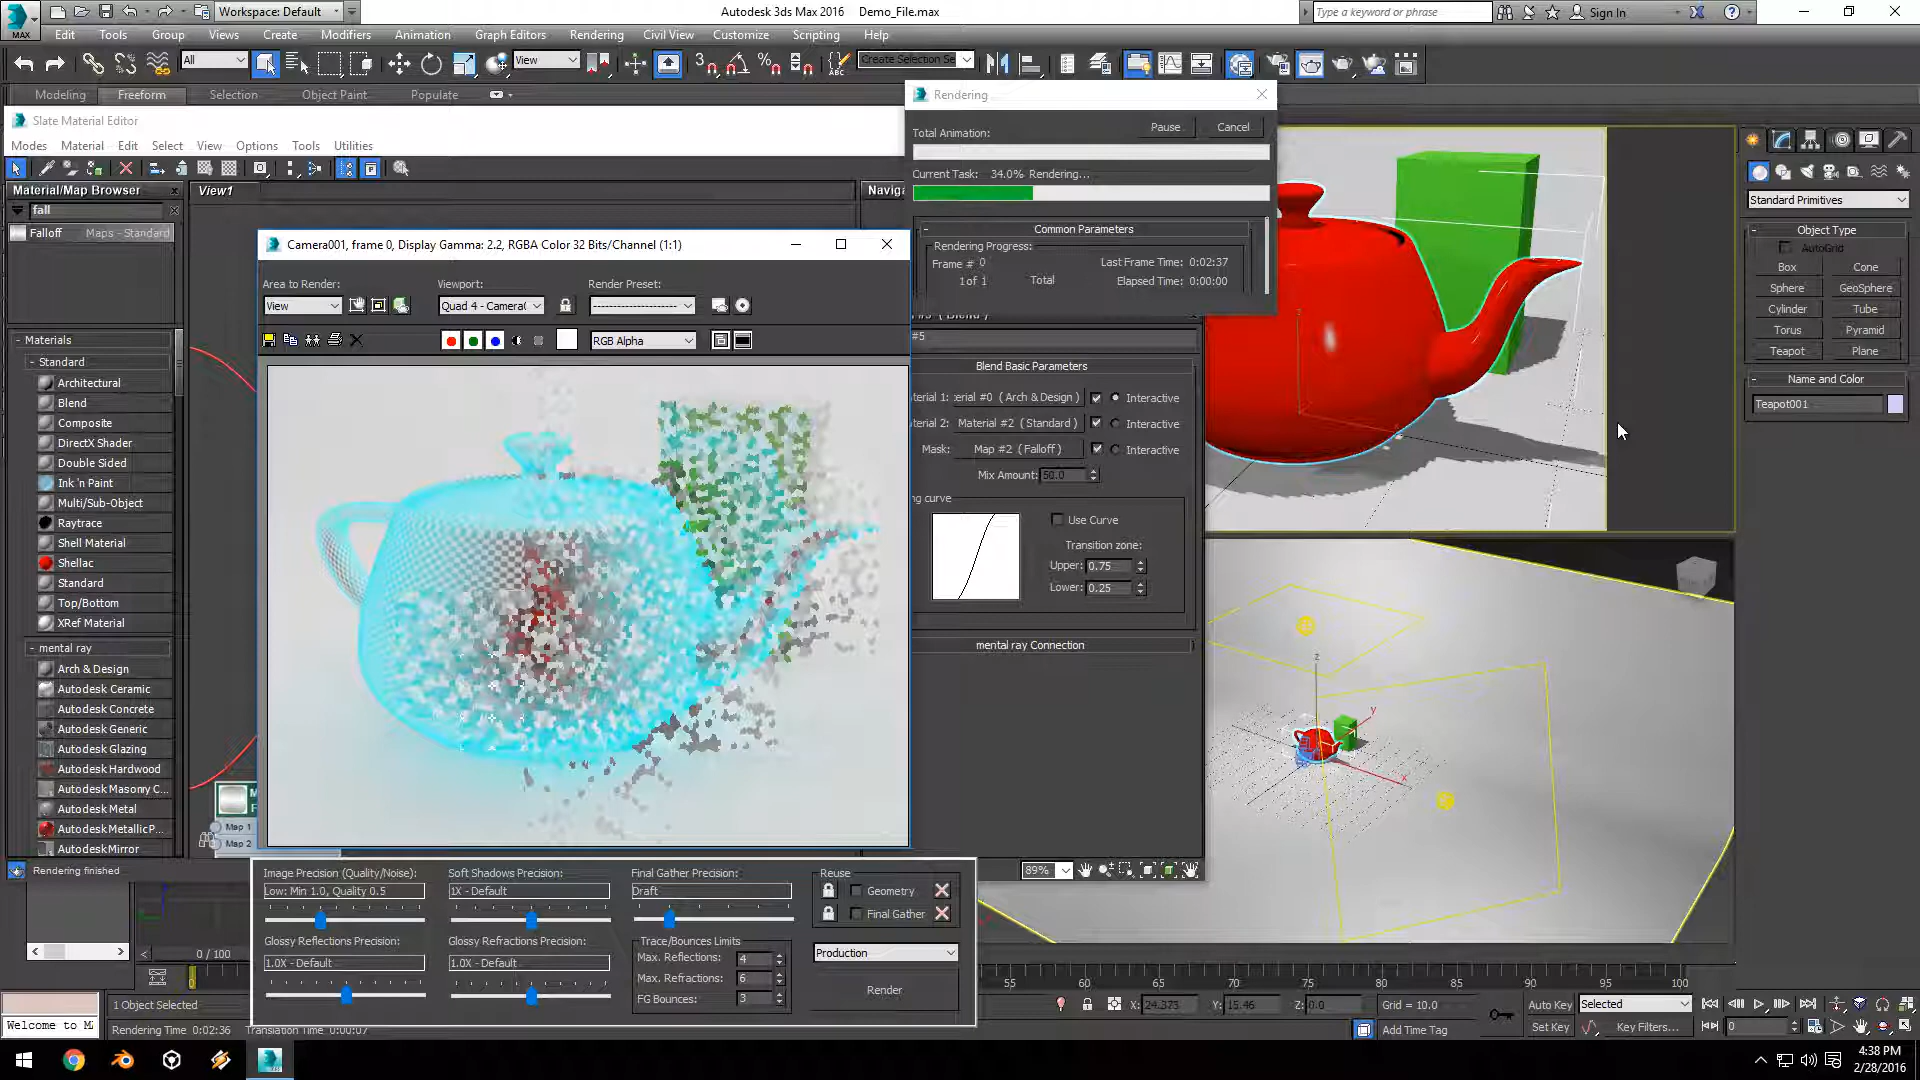 Workspace: Default
Autodesk 3ds Max 2016    Demo_File.max
Type a keyword or phrase
Sign In
MAX
Edit Tools Group Views Create Modifiers Animation Graph Editors Rendering Civil View Customize Scripting Help
All
View
Create Selection Se
Modeling Freeform Selection Object Paint Populate
Slate Material Editor
Modes Material Edit Select View Options Tools Utilities
Material/Map Browser
fall
Falloff Maps - Standard
- Materials
- Standard
Architectural
Blend
Composite
DirectX Shader
Double Sided
Ink 'n Paint
Multi/Sub-Object
Raytrace
Shell Material
Shellac
Standard
Top/Bottom
XRef Material
- mental ray
Arch & Design
Autodesk Ceramic
Autodesk Concrete
Autodesk Generic
Autodesk Glazing
Autodesk Hardwood
Autodesk Masonry C...
Autodesk Metal
Autodesk MetallicP...
Autodesk Mirror
Rendering finished
View1
Naviga
Map 1
Map 2
Camera001, frame 0, Display Gamma: 2.2, RGBA Color 32 Bits/Channel (1:1)
Area to Render:
View
Viewport:
Quad 4 - Camera(
Render Preset:
--------------------
RGB Alpha
Rendering
Total Animation:
Pause Cancel
Current Task: 34.0% Rendering...
- Common Parameters
Rendering Progress:
Frame # 0
Last Frame Time: 0:02:37
1 of 1 Total
Elapsed Time: 0:00:00
#5
Blend Basic Parameters
terial 1: :erial #0 ( Arch & Design ) Interactive
terial 2: Material #2 ( Standard ) Interactive
Mask: Map #2 ( Falloff ) Interactive
Mix Amount: 50.0
ng curve
Use Curve
Transition zone:
Upper: 0.75
Lower: 0.25
mental ray Connection
89%
Standard Primitives
- Object Type
AutoGrid
Box Cone
Sphere GeoSphere
Cylinder Tube
Torus Pyramid
Teapot Plane
- Name and Color
Teapot001
z
y
x
Image Precision (Quality/Noise):
Low: Min 1.0, Quality 0.5
Soft Shadows Precision:
1X - Default
Final Gather Precision:
Draft
Reuse
Geometry
Final Gather
Glossy Reflections Precision:
1.0X - Default
Glossy Refractions Precision:
1.0X - Default
Trace/Bounces Limits
Max. Reflections: 4
Max. Refractions: 6
FG Bounces: 3
Production
Render
0 / 100
55 60 65 70 75 80 85 90 95 100
1 Object Selected
X: 24.373 Y: 15.46 Z: 0.0
Grid = 10.0
Auto Key Selected
Welcome to M
Rendering Time 0:02:36 Translation Time 0:00:07
Add Time Tag
Set Key Key Filters...
0
4:38 PM
2/28/2016